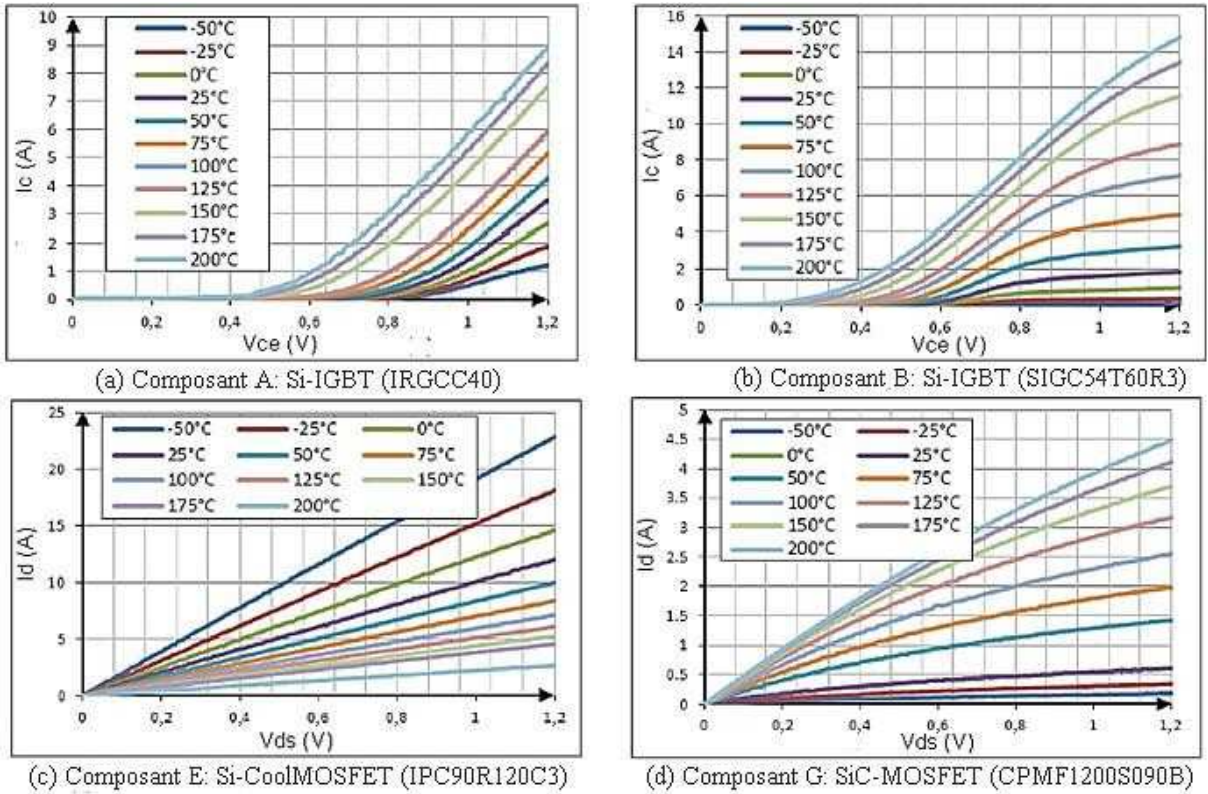 10
9
8
7
6
5
4
3
2
1
0
Ic (A)
-50°C
-25°C
0°C
25°C
50°C
75°C
100°C
125°C
150°C
175°c
200°C
0
0,2
0,4
0,6
0,8
1
1,2
Vce (V)
(a) Composant A: Si-IGBT (IRGCC40)
16
14
12
10
8
6
4
2
0
Ic (A)
-50°C
-25°C
0°C
25°C
50°C
75°C
100°C
125°C
150°C
175°C
200°C
0
0,2
0,4
0,6
0,8
1
1,2
Vce (V)
(b) Composant B: Si-IGBT (SIGC54T60R3)
25
20
15
10
5
0
Id (A)
-50°C -25°C 0°C
25°C 50°C 75°C
100°C 125°C 150°C
175°C 200°C
0
0,2
0,4
0,6
0,8
1
1,2
Vds (V)
(c) Composant E: Si-CoolMOSFET (IPC90R120C3)
5
4.5
4
3.5
3
2.5
2
1.5
1
0.5
0
Id (A)
-50°C -25°C
0°C 25°C
50°C 75°C
100°C 125°C
150°C 175°C
200°C
0
0,2
0,4
0,6
0,8
1
1,2
Vds (V)
(d) Composant G: SiC-MOSFET (CPMF1200S090B)